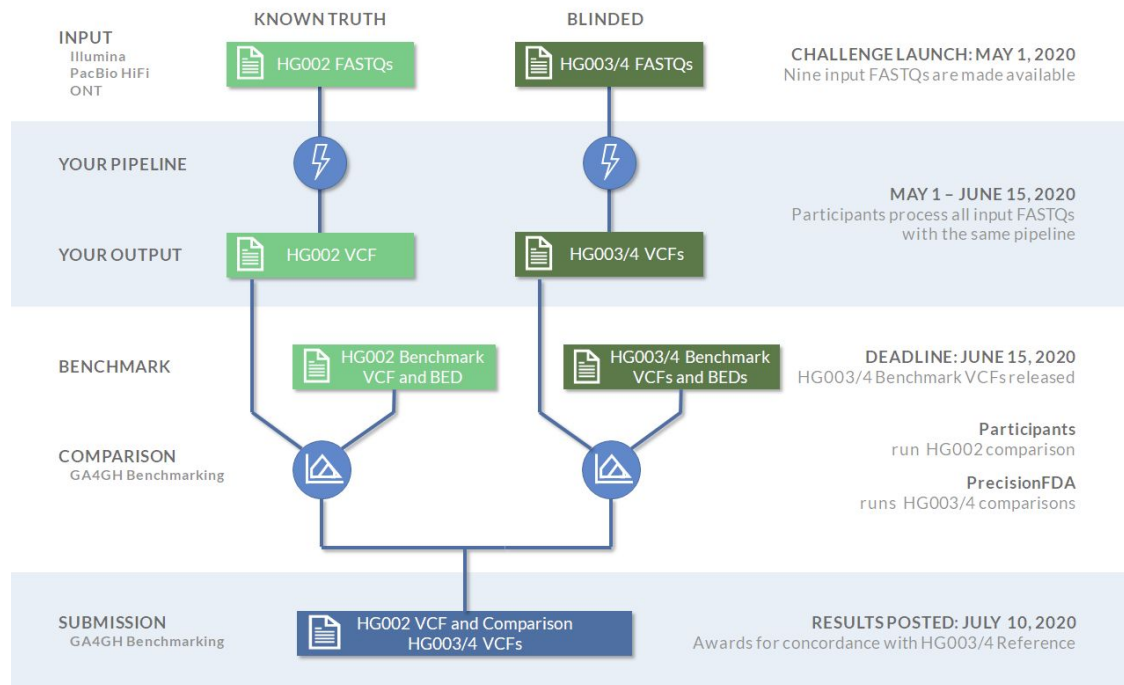 KNOWN TRUTH
BLINDED
INPUT
Illumina
PacBio HiFi
ONT
HG002 FASTQs
HG003/4 FASTQs
CHALLENGE LAUNCH: MAY 1, 2020
Nine input FASTQs are made available
YOUR PIPELINE
MAY 1 – JUNE 15, 2020
Participants process all input FASTQs
with the same pipeline
YOUR OUTPUT
HG002 VCF
HG003/4 VCFs
BENCHMARK
HG002 Benchmark
VCF and BED
HG003/4 Benchmark
VCFs and BEDs
DEADLINE: JUNE 15, 2020
HG003/4 Benchmark VCFs released
COMPARISON
GA4GH Benchmarking
Participants
run HG002 comparison
PrecisionFDA
runs HG003/4 comparisons
SUBMISSION
GA4GH Benchmarking
HG002 VCF and Comparison
HG003/4 VCFs
RESULTS POSTED: JULY 10, 2020
Awards for concordance with HG003/4 Reference